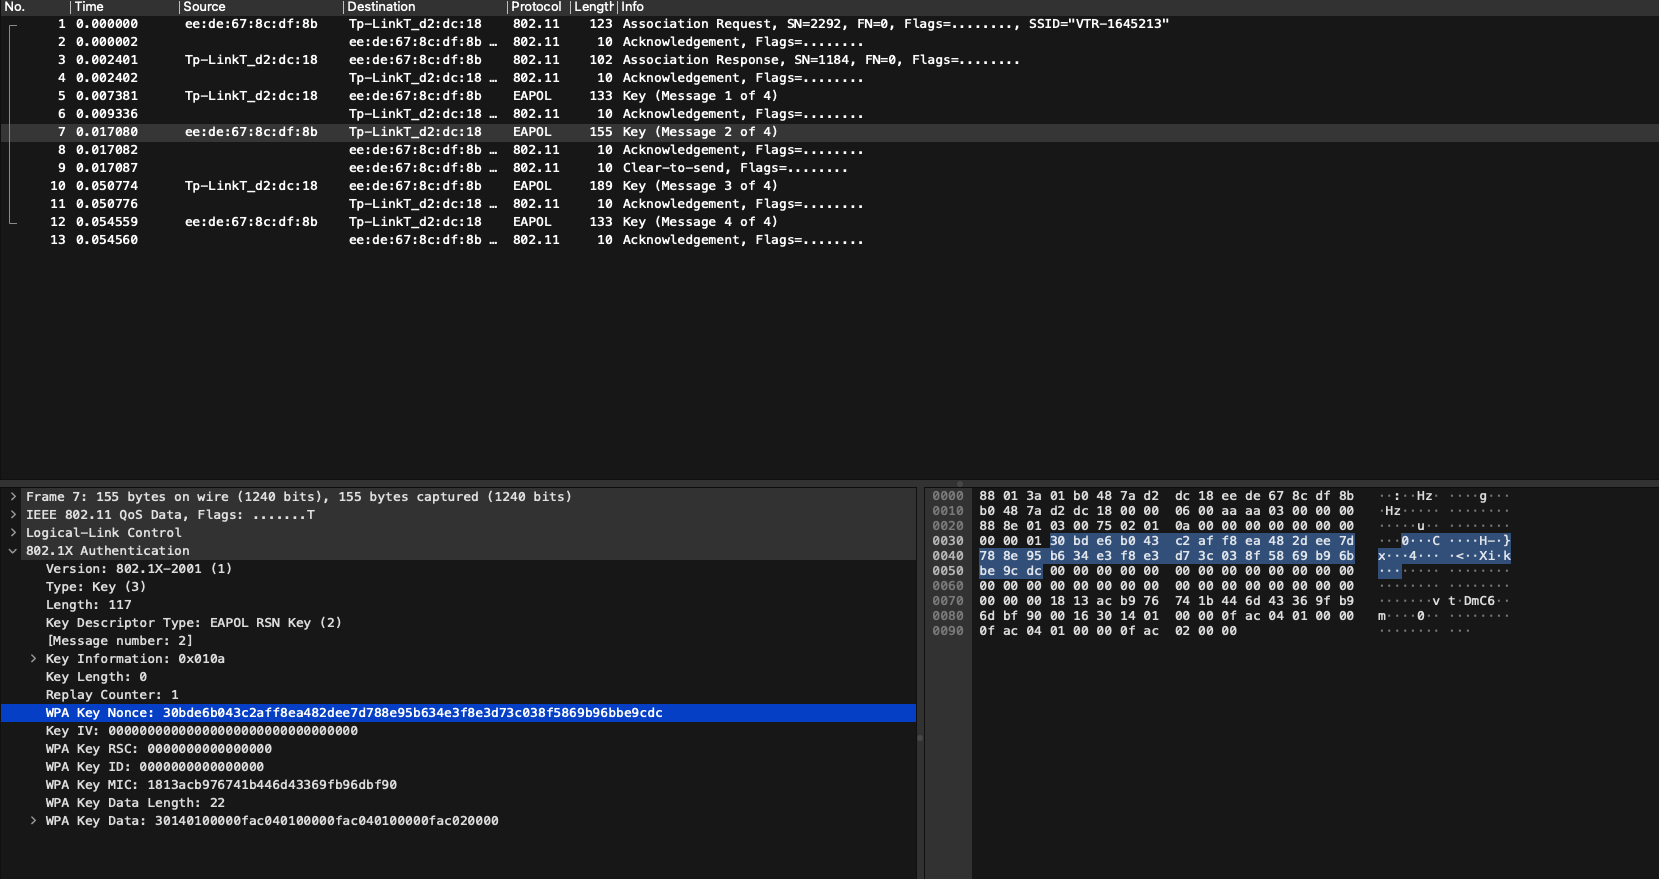 No. Time Source Destination Protocol Length Info
1 0.000000 ee:de:67:8c:df:8b Tp-LinkT_d2:dc:18 802.11 123 Association Request, SN=2292, FN=0, Flags=........, SSID="VTR-1645213"
2 0.000002 ee:de:67:8c:df:8b … 802.11 10 Acknowledgement, Flags=........
3 0.002401 Tp-LinkT_d2:dc:18 ee:de:67:8c:df:8b 802.11 102 Association Response, SN=1184, FN=0, Flags=........
4 0.002402 Tp-LinkT_d2:dc:18 … 802.11 10 Acknowledgement, Flags=........
5 0.007381 Tp-LinkT_d2:dc:18 ee:de:67:8c:df:8b EAPOL 133 Key (Message 1 of 4)
6 0.009336 Tp-LinkT_d2:dc:18 … 802.11 10 Acknowledgement, Flags=........
7 0.017080 ee:de:67:8c:df:8b Tp-LinkT_d2:dc:18 EAPOL 155 Key (Message 2 of 4)
8 0.017082 ee:de:67:8c:df:8b … 802.11 10 Acknowledgement, Flags=........
9 0.017087 ee:de:67:8c:df:8b … 802.11 10 Clear-to-send, Flags=........
10 0.050774 Tp-LinkT_d2:dc:18 ee:de:67:8c:df:8b EAPOL 189 Key (Message 3 of 4)
11 0.050776 Tp-LinkT_d2:dc:18 … 802.11 10 Acknowledgement, Flags=........
12 0.054559 ee:de:67:8c:df:8b Tp-LinkT_d2:dc:18 EAPOL 133 Key (Message 4 of 4)
13 0.054560 ee:de:67:8c:df:8b … 802.11 10 Acknowledgement, Flags=........
Frame 7: 155 bytes on wire (1240 bits), 155 bytes captured (1240 bits)
IEEE 802.11 QoS Data, Flags: .......T
Logical-Link Control
802.1X Authentication
Version: 802.1X-2001 (1)
Type: Key (3)
Length: 117
Key Descriptor Type: EAPOL RSN Key (2)
[Message number: 2]
Key Information: 0x010a
Key Length: 0
Replay Counter: 1
WPA Key Nonce: 30bde6b043c2aff8ea482dee7d788e95b634e3f8e3d73c038f5869b96bbe9cdc
Key IV: 00000000000000000000000000000000
WPA Key RSC: 0000000000000000
WPA Key ID: 0000000000000000
WPA Key MIC: 1813acb976741b446d43369fb96dbf90
WPA Key Data Length: 22
WPA Key Data: 30140100000fac040100000fac040100000fac020000
0000 88 01 3a 01 b0 48 7a d2 dc 18 ee de 67 8c df 8b ··:··Hz· ····g···
0010 b0 48 7a d2 dc 18 00 00 06 00 aa aa 03 00 00 00 ·Hz····· ········
0020 88 8e 01 03 00 75 02 01 0a 00 00 00 00 00 00 00 ·····u·· ········
0030 00 00 01 30 bd e6 b0 43 c2 af f8 ea 48 2d ee 7d ···0···C ····H-·}
0040 78 8e 95 b6 34 e3 f8 e3 d7 3c 03 8f 58 69 b9 6b x···4··· ·<··Xi·k
0050 be 9c dc 00 00 00 00 00 00 00 00 00 00 00 00 00 ········ ········
0060 00 00 00 00 00 00 00 00 00 00 00 00 00 00 00 00 ········ ········
0070 00 00 00 18 13 ac b9 76 74 1b 44 6d 43 36 9f b9 ·······v t·DmC6··
0080 6d bf 90 00 16 30 14 01 00 00 0f ac 04 01 00 00 m····0·· ········
0090 0f ac 04 01 00 00 0f ac 02 00 00 ········ ···